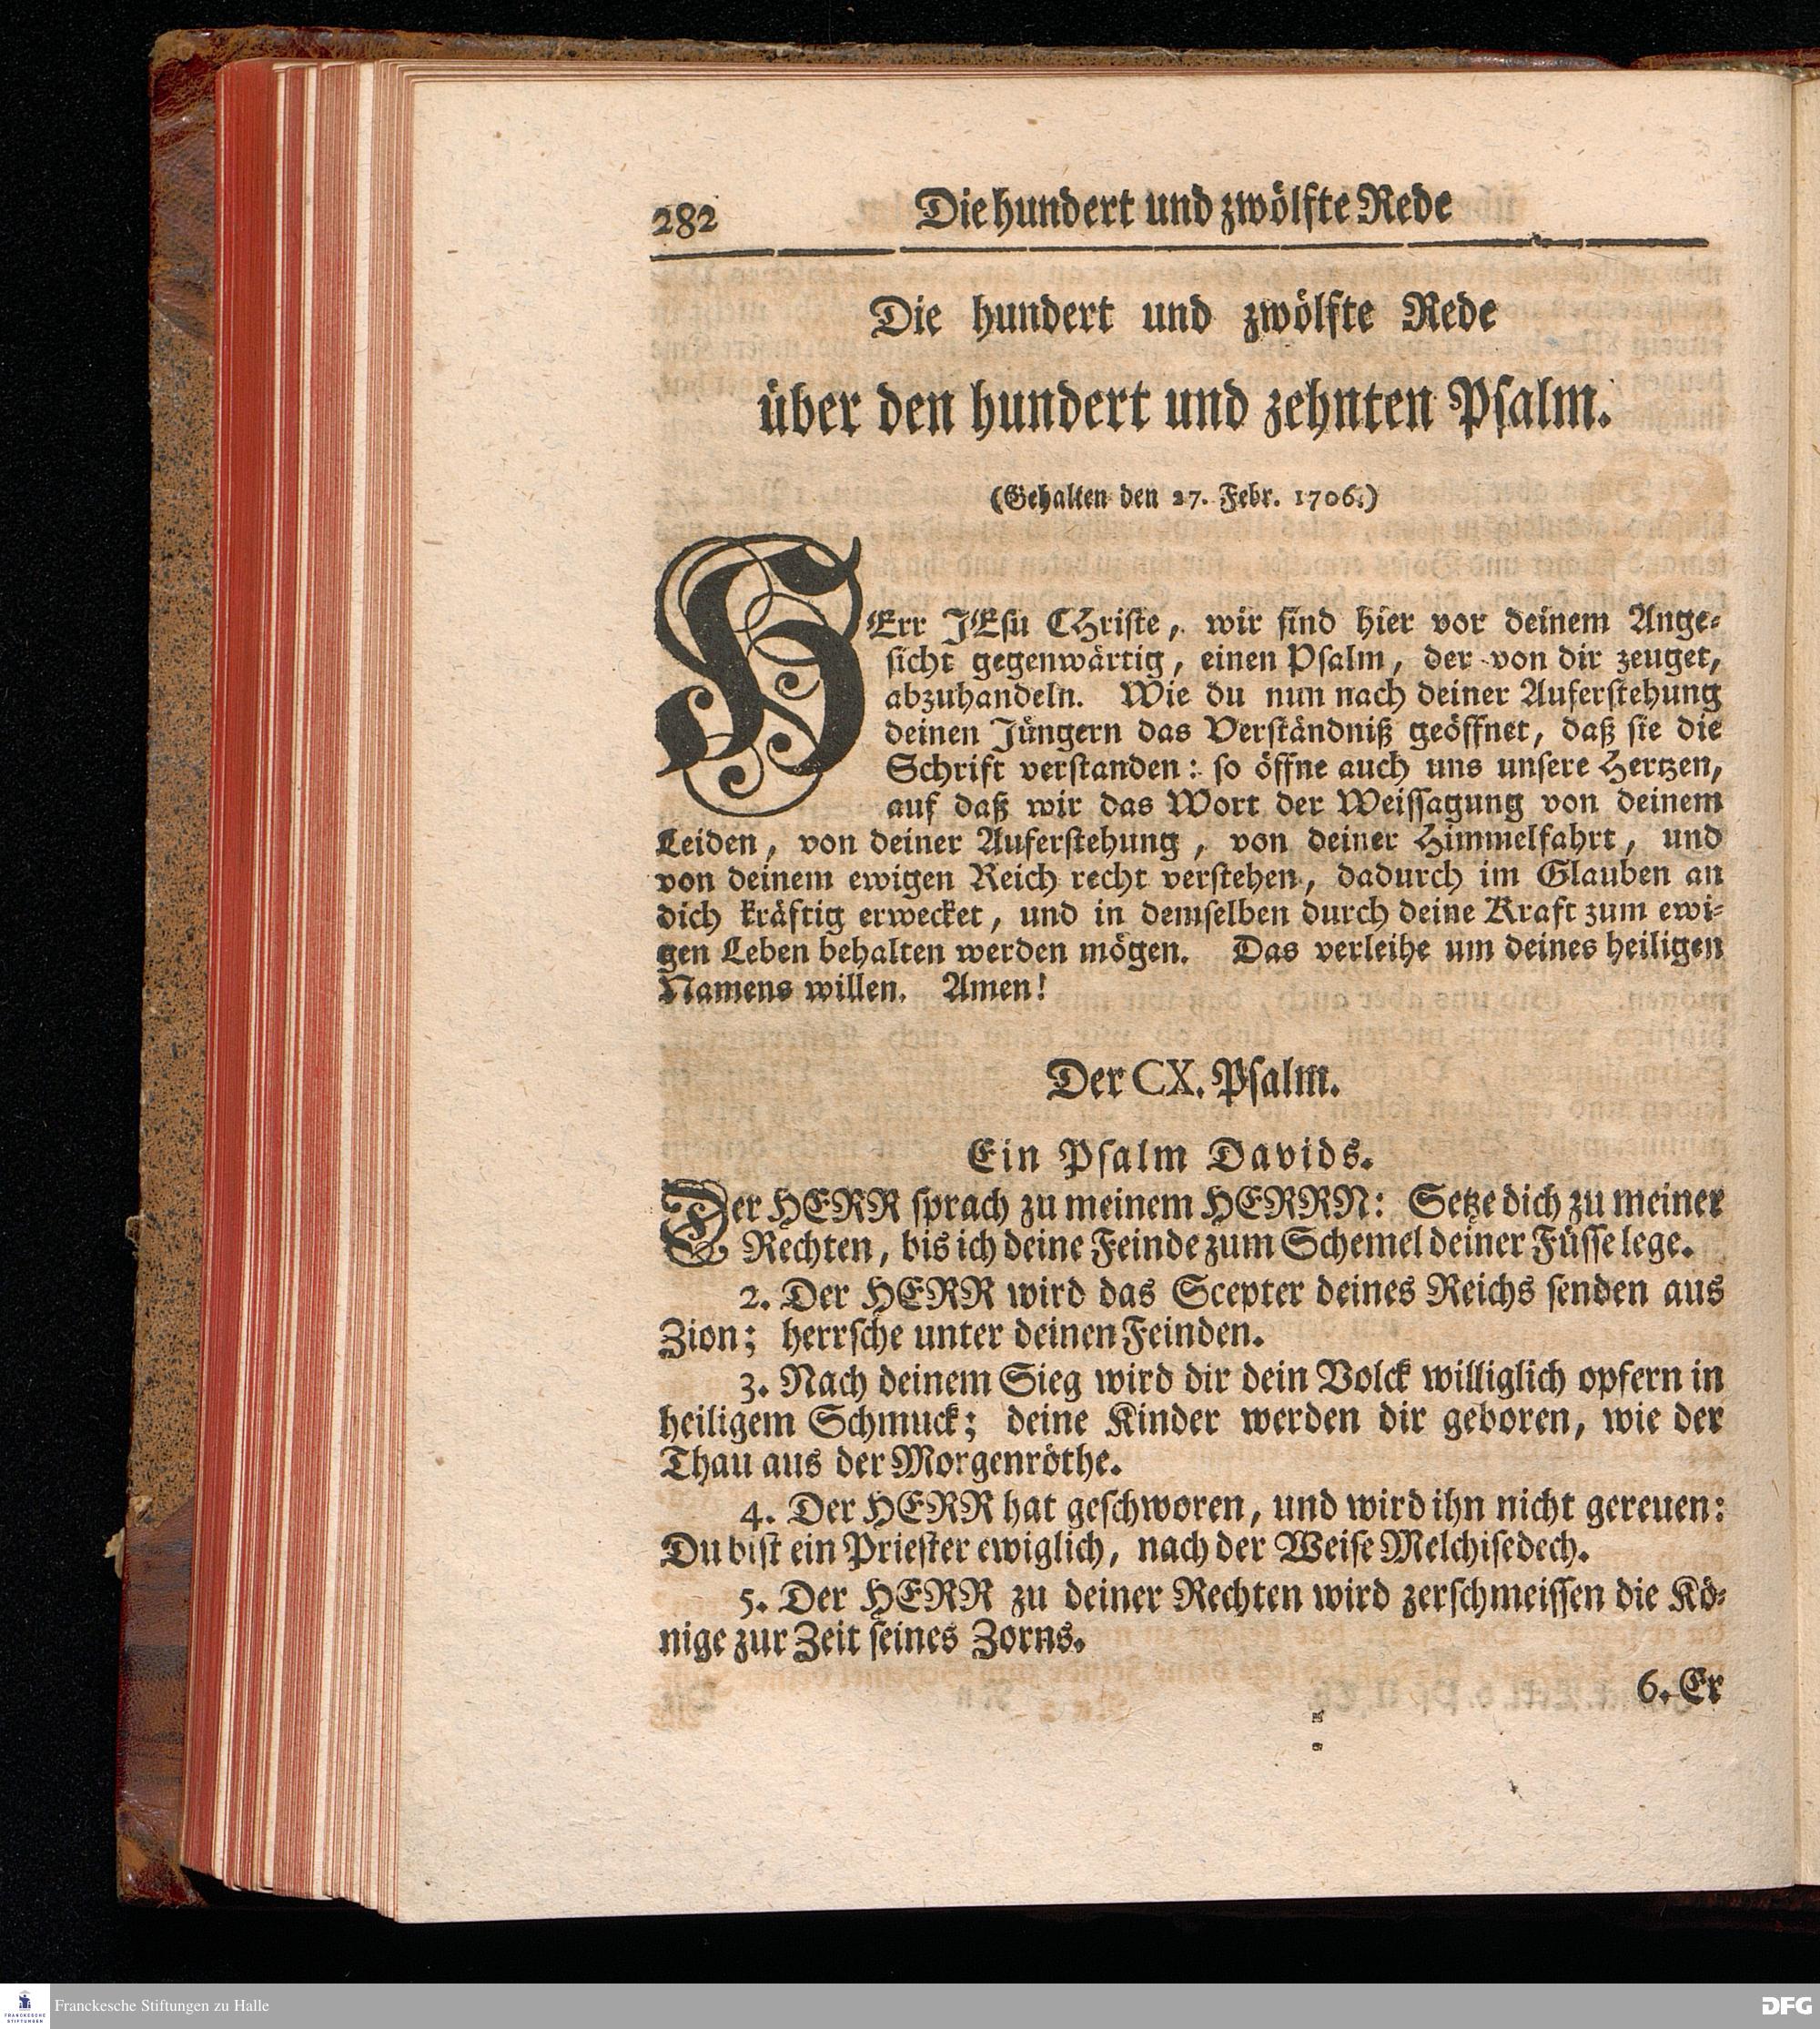 282 Die hundert und zwölfte Rede
Die hundert und zwölfte Rede
über den hundert und zehnten Psalm.
(Gehalten den 27. Febr. 1706.)
HErr JEsu CHriste, wir sind hier vor deinem Ange-
sicht gegenwärtig, einen Psalm, der von dir zeuget,
abzuhandeln. Wie du nun nach deiner Auferstehung
deinen Jüngern das Verständniß geöffnet, daß sie die
Schrift verstanden: so öffne auch uns unsere Hertzen,
auf daß wir das Wort der Weissagung von deinem
Leiden, von deiner Auferstehung, von deiner Himmelfahrt, und
von deinem ewigen Reich recht verstehen, dadurch im Glauben an
dich kräftig erwecket, und in demselben durch deine Kraft zum ewi-
gen Leben behalten werden mögen. Das verleihe um deines heiligen
Namens willen. Amen!
Der CX. Psalm.
Ein Psalm Davids.
Der HERR sprach zu meinem HERRN: Setze dich zu meiner
Rechten, bis ich deine Feinde zum Schemel deiner Füsse lege.
2. Der HERR wird das Scepter deines Reichs senden aus
Zion; herrsche unter deinen Feinden.
3. Nach deinem Sieg wird dir dein Volck williglich opfern in
heiligem Schmuck; deine Kinder werden dir geboren, wie der
Thau aus der Morgenröthe.
4. Der HERR hat geschworen, und wird ihn nicht gereuen:
Du bist ein Priester ewiglich, nach der Weise Melchisedech.
5. Der HERR zu deiner Rechten wird zerschmeissen die Kö-
nige zur Zeit seines Zorns.
6. Er
FRANCKESCHE
STIFTUNGEN
Franckesche Stiftungen zu Halle
DFG